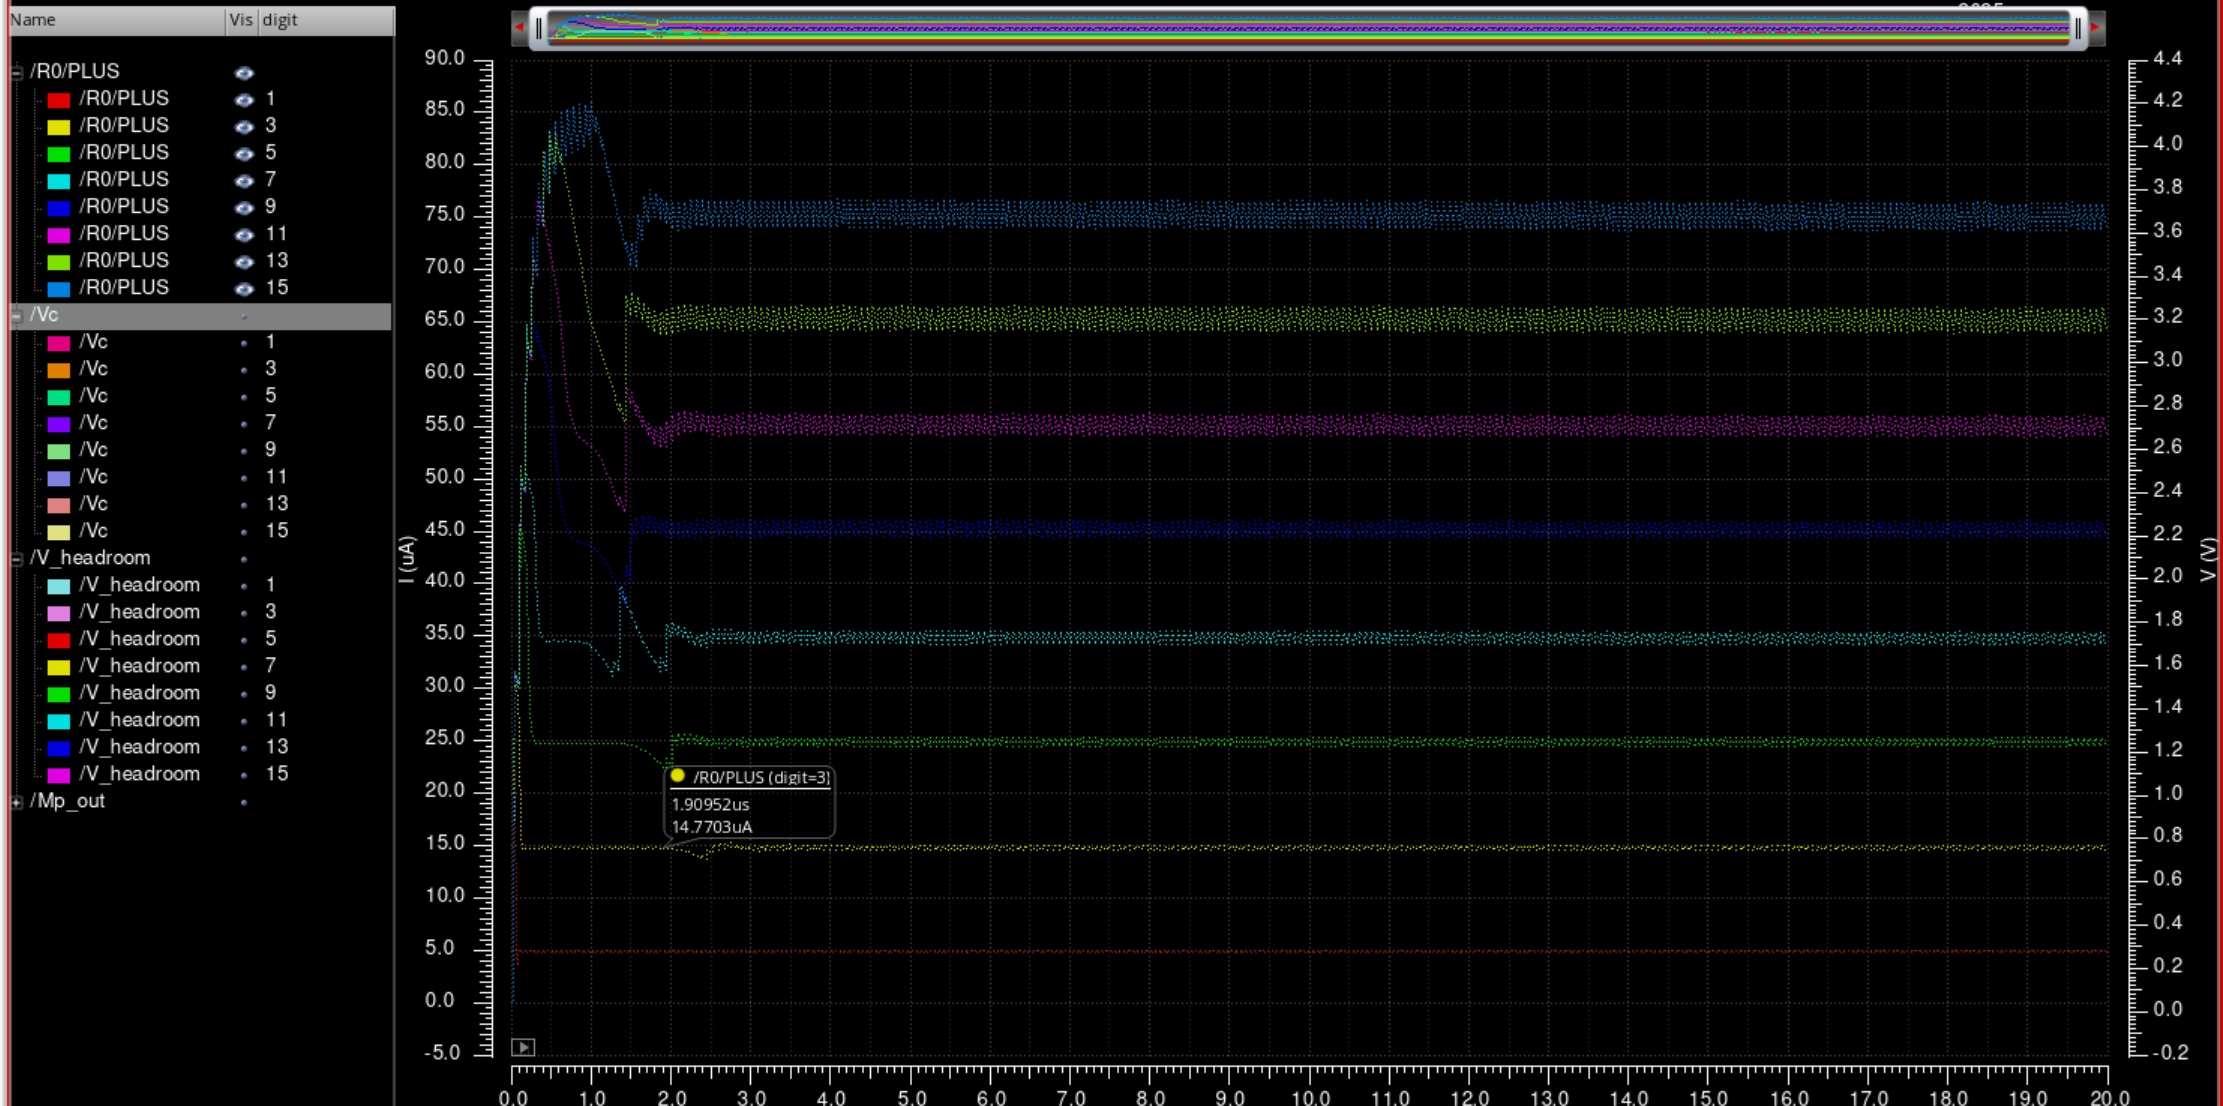 Name Vis digit
/R0/PLUS
/R0/PLUS 1
/R0/PLUS 3
/R0/PLUS 5
/R0/PLUS 7
/R0/PLUS 9
/R0/PLUS 11
/R0/PLUS 13
/R0/PLUS 15
/Vc
/Vc 1
/Vc 3
/Vc 5
/Vc 7
/Vc 9
/Vc 11
/Vc 13
/Vc 15
/V_headroom
/V_headroom 1
/V_headroom 3
/V_headroom 5
/V_headroom 7
/V_headroom 9
/V_headroom 11
/V_headroom 13
/V_headroom 15
/Mp_out
90.0
85.0
80.0
75.0
70.0
65.0
60.0
55.0
50.0
45.0
40.0
35.0
30.0
25.0
20.0
15.0
10.0
5.0
0.0
-5.0
I (uA)
/R0/PLUS (digit=3)
1.90952us
14.7703uA
4.4
4.2
4.0
3.8
3.6
3.4
3.2
3.0
2.8
2.6
2.4
2.2
2.0
1.8
1.6
1.4
1.2
1.0
0.8
0.6
0.4
0.2
0.0
-0.2
V (V)
0.0 1.0 2.0 3.0 4.0 5.0 6.0 7.0 8.0 9.0 10.0 11.0 12.0 13.0 14.0 15.0 16.0 17.0 18.0 19.0 20.0